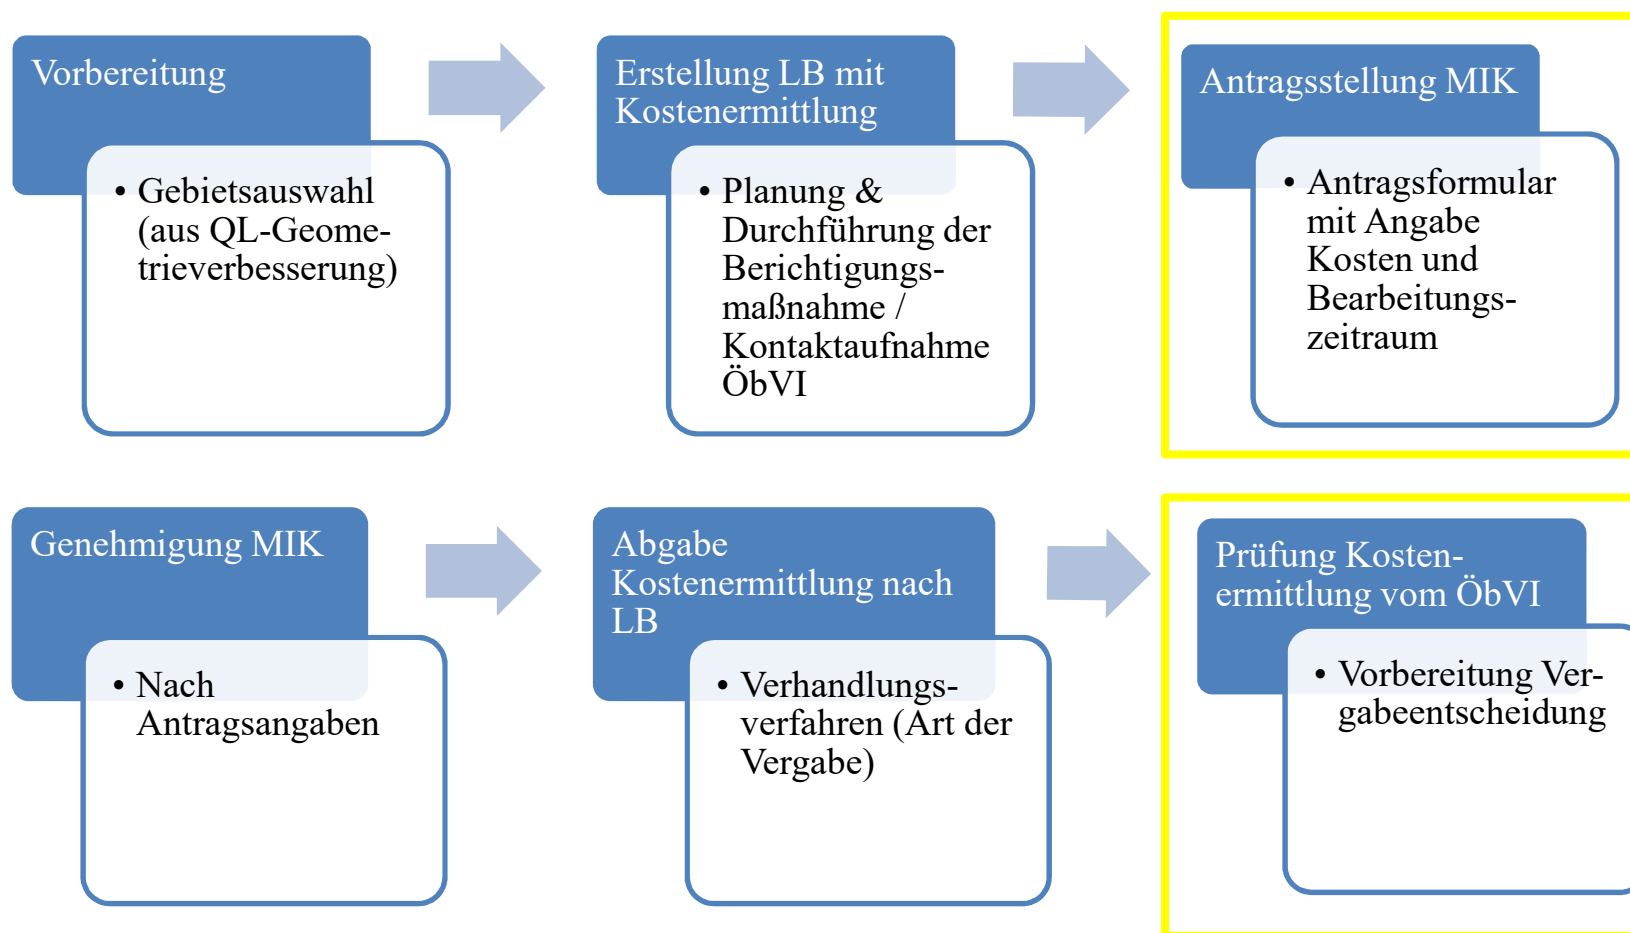 Vorbereitung
• Gebietsauswahl
(aus QL-Geome-
trieverbesserung)
Erstellung LB mit
Kostenermittlung
• Planung &
Durchführung der
Berichtigungs-
maßnahme /
Kontaktaufnahme
ÖbVI
Antragsstellung MIK
• Antragsformular
mit Angabe
Kosten und
Bearbeitungs-
zeitraum
Genehmigung MIK
• Nach
Antragsangaben
Abgabe
Kostenermittlung nach
LB
• Verhandlungs-
verfahren (Art der
Vergabe)
Prüfung Kosten-
ermittlung vom ÖbVI
• Vorbereitung Ver-
gabeentscheidung